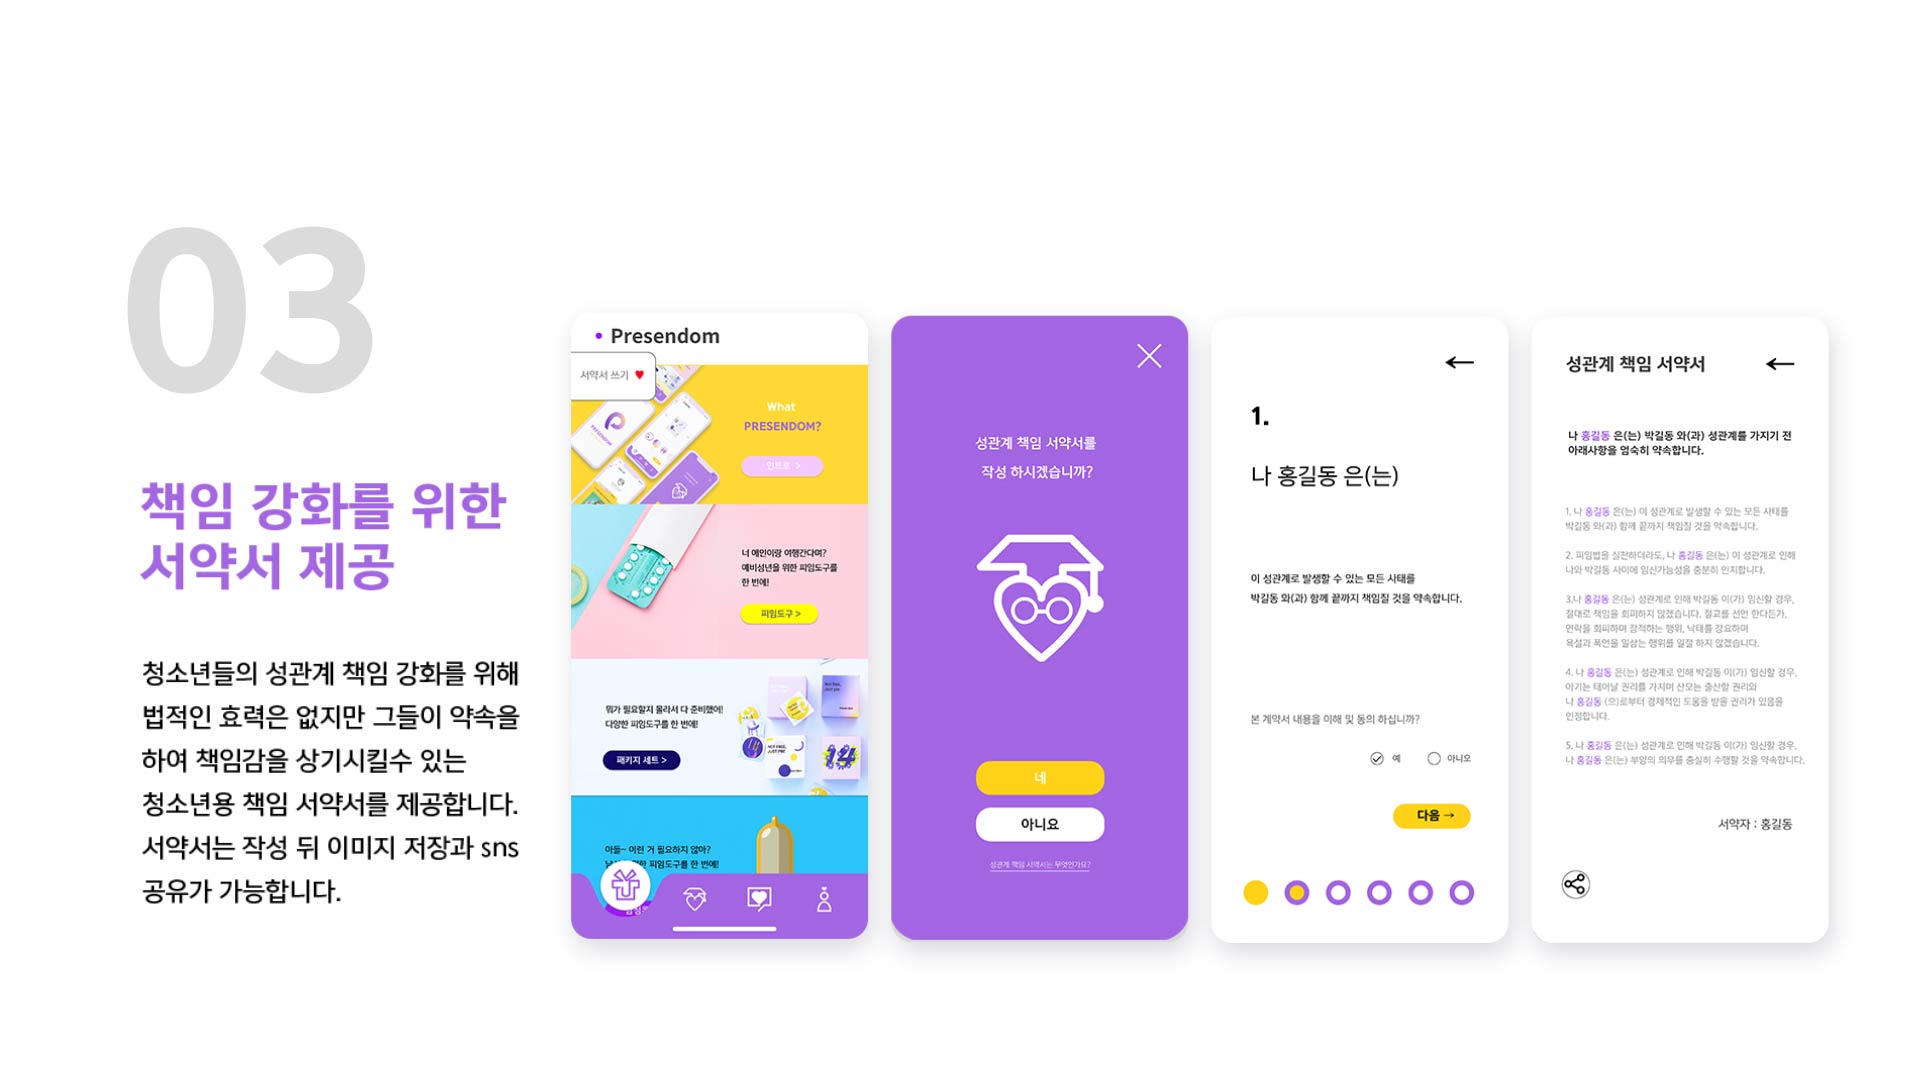 03
책임 강화를 위한
서약서 제공
청소년들의 성관계 책임 강화를 위해
법적인 효력은 없지만 그들이 약속을
하여 책임감을 상기시킬수 있는
청소년용 책임 서약서를 제공합니다.
서약서는 작성 뒤 이미지 저장과 sns
공유가 가능합니다.
Presendom
서약서 쓰기
What
PRESENDOM?
인트로 >
너 애인이랑 여행간다며?
예비성년을 위한 피임도구를
한 번에!
피임도구 >
뭐가 필요할지 몰라서 다 준비했어!
다양한 피임도구를 한 번에!
패키지 세트 >
14
아들~ 이런 거 필요하지 않아?
피임도구를 한 번에!
성관계 책임 서약서를
작성 하시겠습니까?
네
아니요
성관계 책임 서약서는 무엇인가요?
1.
나 홍길동 은(는)
이 성관계로 발생할 수 있는 모든 사태를
박길동 와(과) 함께 끝까지 책임질 것을 약속합니다.
본 계약서 내용을 이해 및 동의 하십니까?
예 아니오
다음 →
성관계 책임 서약서
나 홍길동 은(는) 박길동 와(과) 성관계를 가지기 전
아래사항을 엄숙히 약속합니다.
1. 나 홍길동 은(는) 이 성관계로 발생할 수 있는 모든 사태를
박길동 와(과) 함께 끝까지 책임질 것을 약속합니다.
2. 피임법을 실천하더라도, 나 홍길동 은(는) 이 성관계로 인해
나와 박길동 사이에 임신가능성을 충분히 인지합니다.
3.나 홍길동 은(는) 성관계로 인해 박길동 이(가) 임신할 경우,
절대로 책임을 회피하지 않겠습니다. 절교를 선언 한다든가,
연락을 회피하며 잠적하는 행위, 낙태를 강요하며
욕설과 폭언을 일삼는 행위를 일절 하지 않겠습니다.
4. 나 홍길동 은(는) 성관계로 인해 박길동 이(가) 임신할 경우,
아기는 태어날 권리를 가지며 산모는 출산할 권리와
나 홍길동 (으)로부터 경제적인 도움을 받을 권리가 있음을
인정합니다.
5. 나 홍길동 은(는) 성관계로 인해 박길동 이(가) 임신할 경우,
나 홍길동 은(는) 부양의 의무를 충실히 수행할 것을 약속합니다.
서약자 : 홍길동